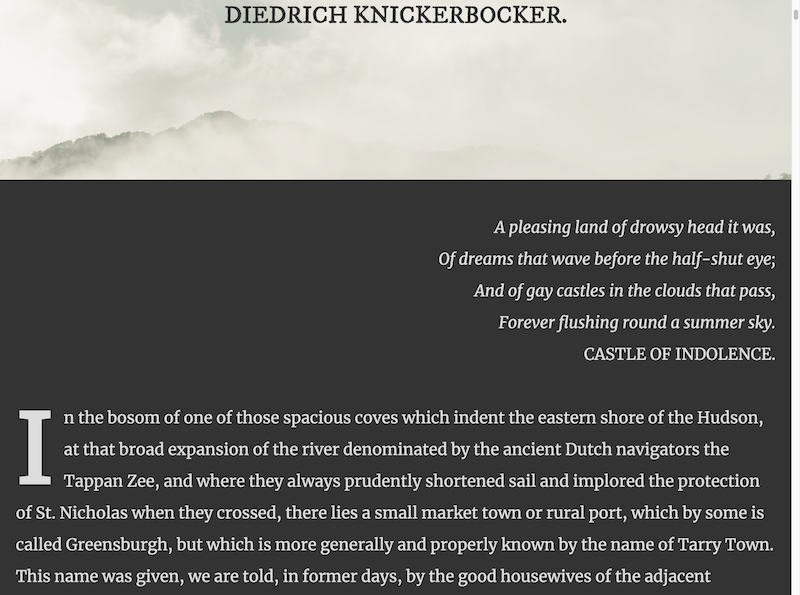 DIEDRICH KNICKERBOCKER.
A pleasing land of drowsy head it was,
Of dreams that wave before the half-shut eye;
And of gay castles in the clouds that pass,
Forever flushing round a summer sky.
CASTLE OF INDOLENCE.
In the bosom of one of those spacious coves which indent the eastern shore of the Hudson,
at that broad expansion of the river denominated by the ancient Dutch navigators the
Tappan Zee, and where they always prudently shortened sail and implored the protection
of St. Nicholas when they crossed, there lies a small market town or rural port, which by some is
called Greensburgh, but which is more generally and properly known by the name of Tarry Town.
This name was given, we are told, in former days, by the good housewives of the adjacent